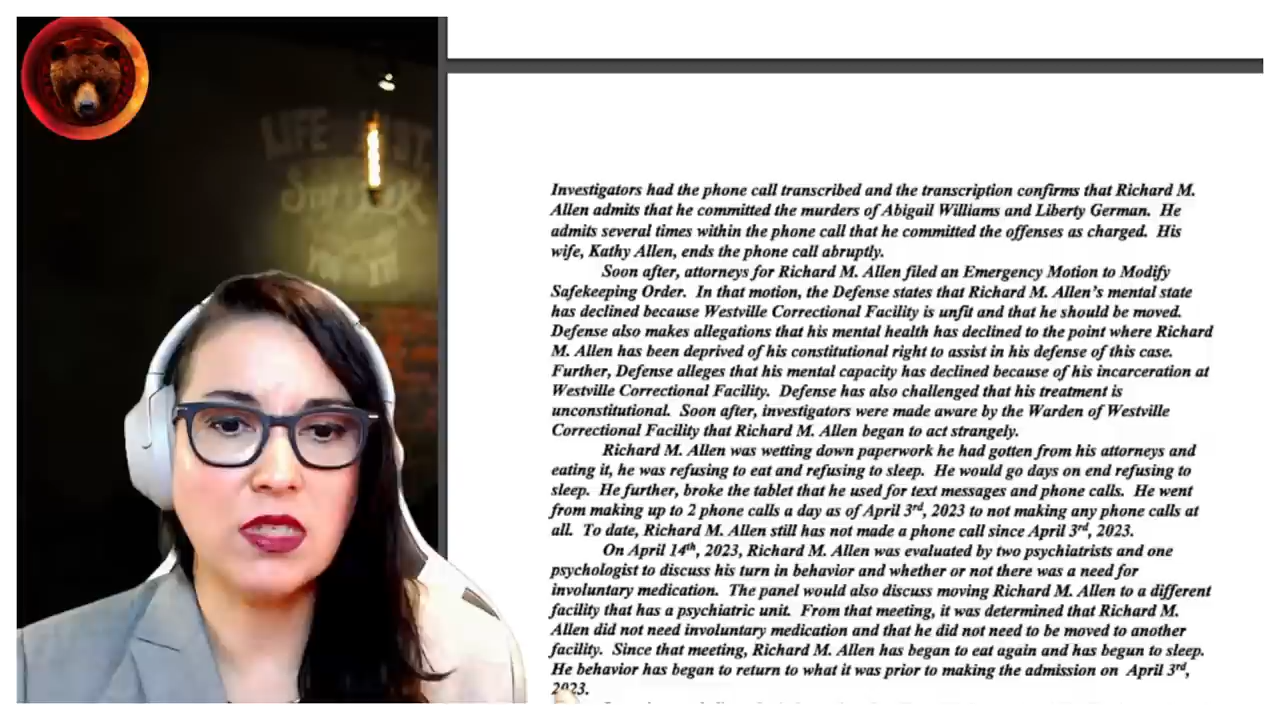 LIFE
Investigators had the phone call transcribed and the transcription confirms that Richard M.
Allen admits that he committed the murders of Abigail Williams and Liberty German. He
admits several times within the phone call that he committed the offenses as charged. His
wife, Kathy Allen, ends the phone call abruptly.
Soon after, attorneys for Richard M. Allen filed an Emergency Motion to Modify
Safekeeping Order. In that motion, the Defense states that Richard M. Allen's mental state
has declined because Westville Correctional Facility is unfit and that he should be moved.
Defense also makes allegations that his mental health has declined to the point where Richard
M. Allen has been deprived of his constitutional right to assist in his defense of this case.
Further, Defense alleges that his mental capacity has declined because of his incarceration at
Westville Correctional Facility. Defense has also challenged that his treatment is
unconstitutional. Soon after, investigators were made aware by the Warden of Westville
Correctional Facility that Richard M. Allen began to act strangely.
Richard M. Allen was wetting down paperwork he had gotten from his attorneys and
eating it, he was refusing to eat and refusing to sleep. He would go days on end refusing to
sleep. He further, broke the tablet that he used for text messages and phone calls. He went
from making up to 2 phone calls a day as of April 3rd, 2023 to not making any phone calls at
all. To date, Richard M. Allen still has not made a phone call since April 3rd, 2023.
On April 14th, 2023, Richard M. Allen was evaluated by two psychiatrists and one
psychologist to discuss his turn in behavior and whether or not there was a need for
involuntary medication. The panel would also discuss moving Richard M. Allen to a different
facility that has a psychiatric unit. From that meeting, it was determined that Richard M.
Allen did not need involuntary medication and that he did not need to be moved to another
facility. Since that meeting, Richard M. Allen has began to eat again and has begun to sleep.
He behavior has began to return to what it was prior to making the admission on April 3rd,
2023.